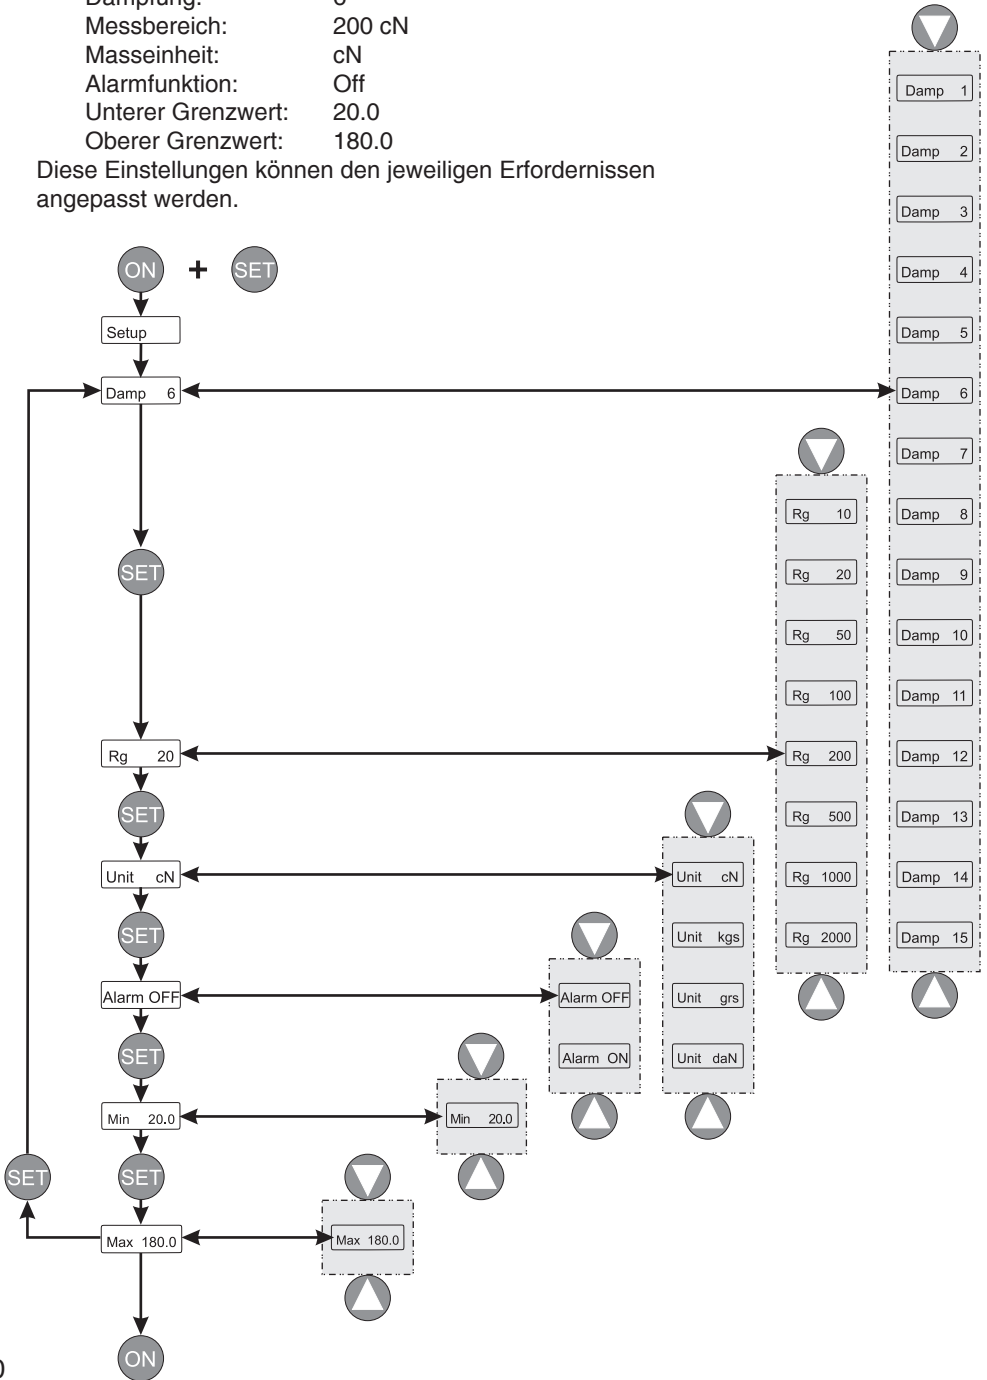 Dämpfung: 6
Messbereich: 200 cN
Masseinheit: cN
Alarmfunktion: Off
Unterer Grenzwert: 20.0
Oberer Grenzwert: 180.0
Diese Einstellungen können den jeweiligen Erfordernissen
angepasst werden.
ON + SET
Setup
Damp 6
SET
Rg 20
SET
Unit cN
SET
Alarm OFF
SET
Min 20.0
SET
SET
Max 180.0
ON
Max 180.0
Min 20.0
Alarm OFF
Alarm ON
Unit cN
Unit kgs
Unit grs
Unit daN
Rg 10
Rg 20
Rg 50
Rg 100
Rg 200
Rg 500
Rg 1000
Rg 2000
Damp 1
Damp 2
Damp 3
Damp 4
Damp 5
Damp 6
Damp 7
Damp 8
Damp 9
Damp 10
Damp 11
Damp 12
Damp 13
Damp 14
Damp 15